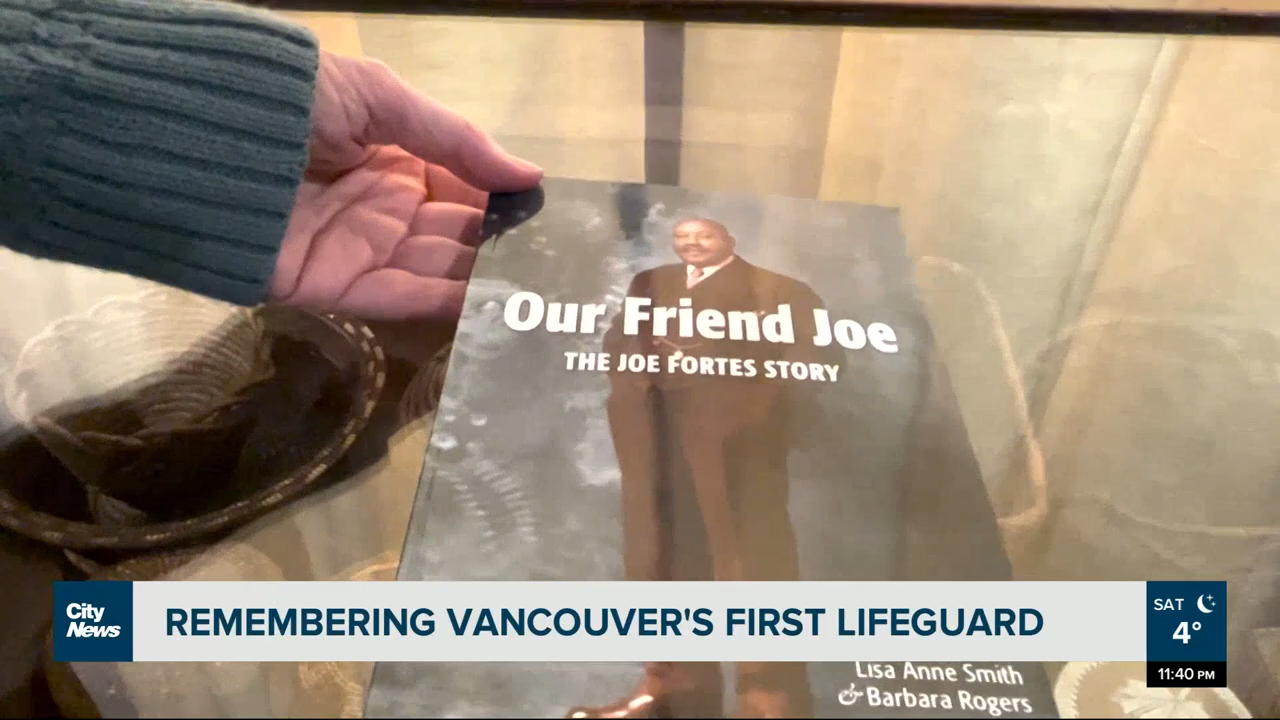 Our Friend Joe
THE JOE FORTES STORY
City
News
REMEMBERING VANCOUVER'S FIRST LIFEGUARD
SAT
4°
11:40 PM
Lisa Anne Smith
& Barbara Rogers